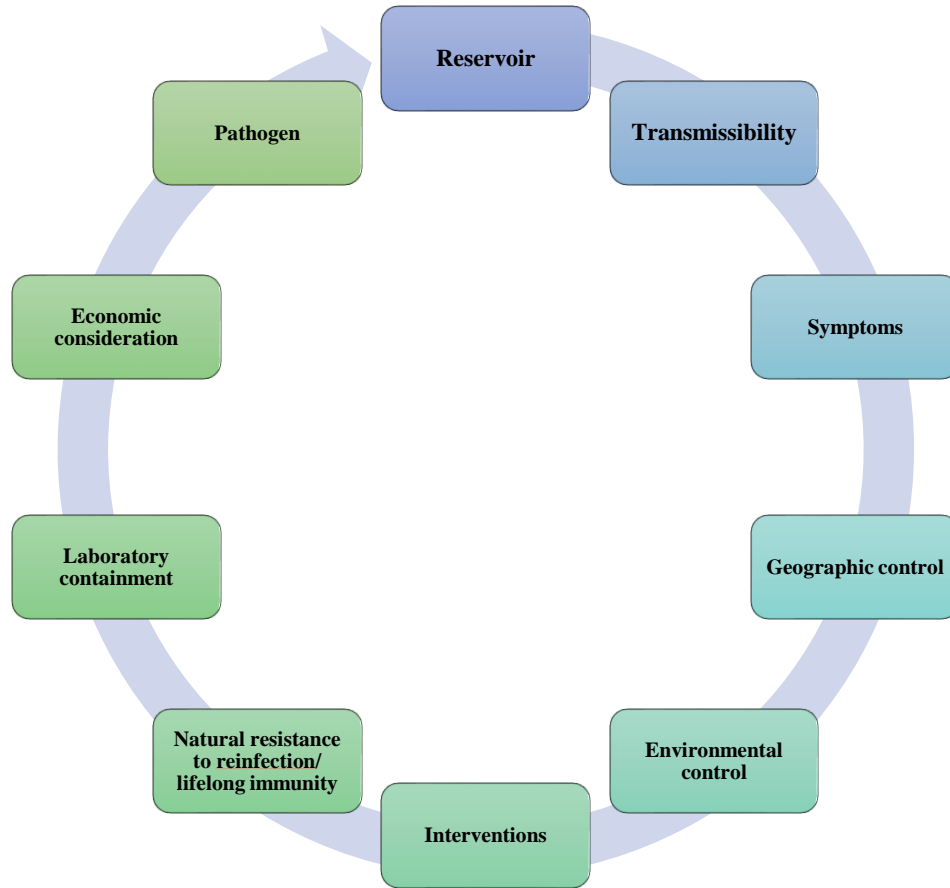 Reservoir
Transmissibility
Symptoms
Geographic control
Environmental
control
Interventions
Natural resistance
to reinfection/
lifelong immunity
Laboratory
containment
Economic
consideration
Pathogen